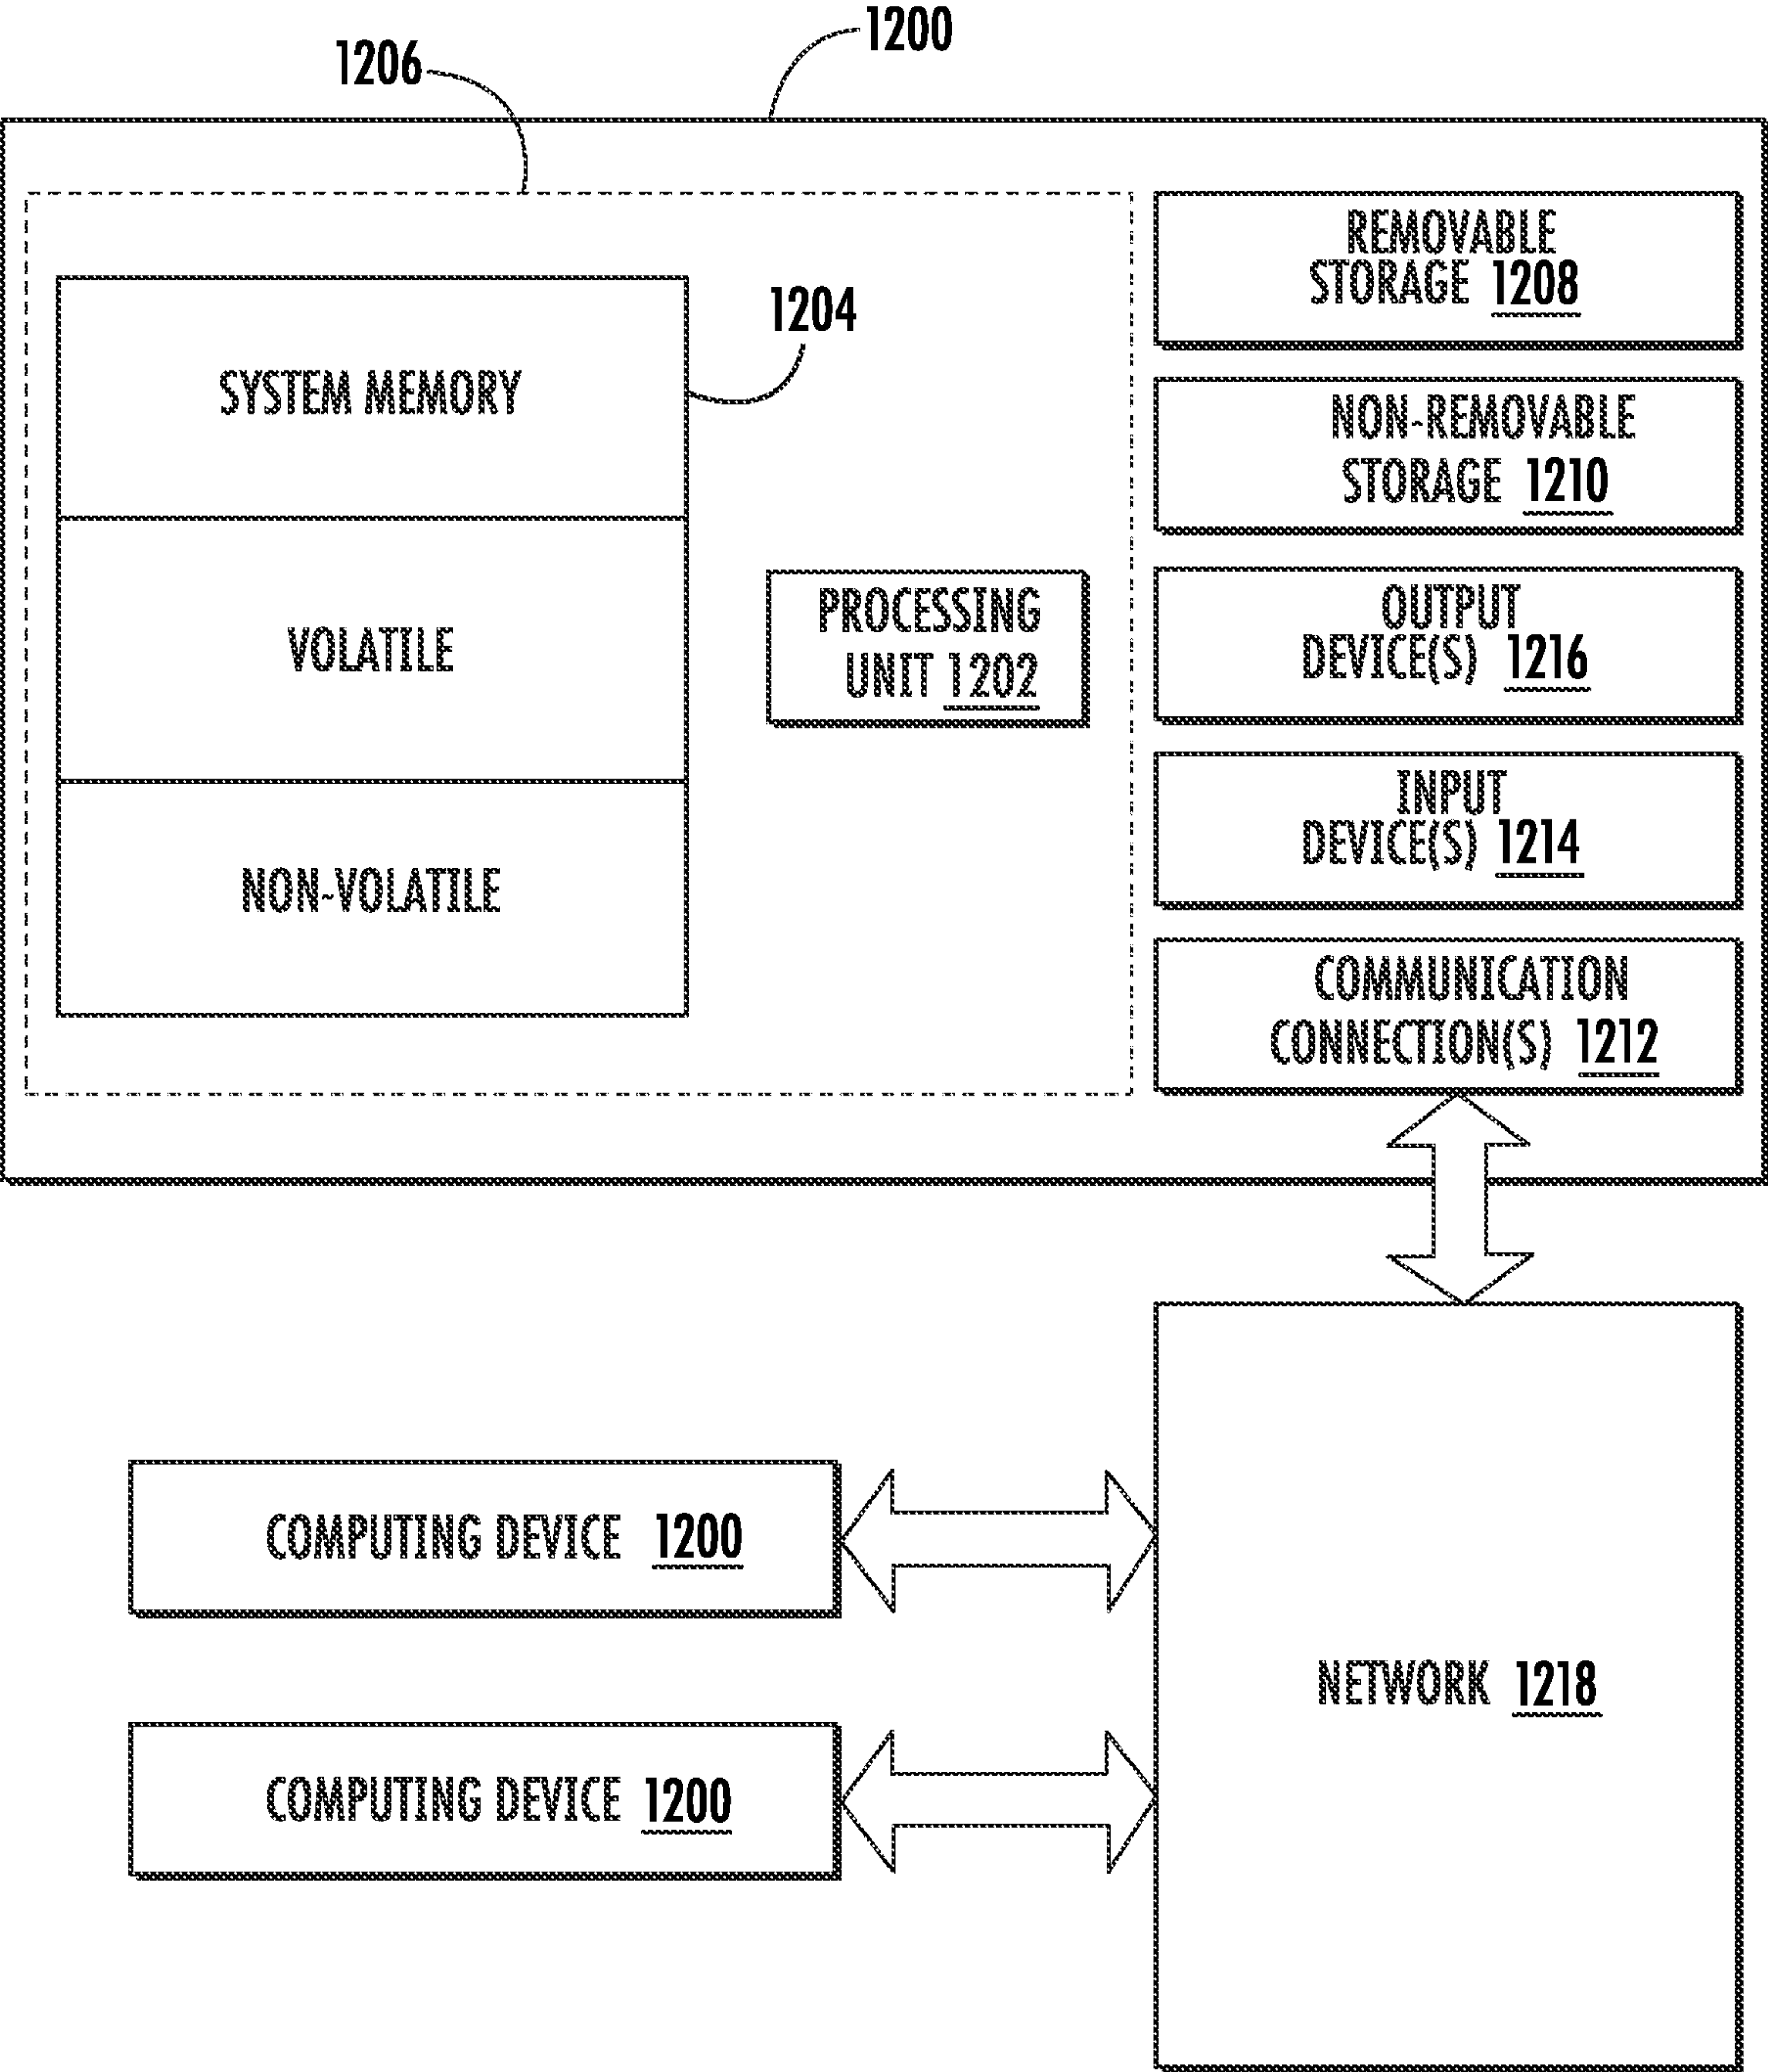 1200
1206
REMOVABLE
STORAGE 1208
1204
SYSTEM MEMORY
NON-REMOVABLE
STORAGE 1210
PROCESSING
UNIT 1202
OUTPUT
DEVICE(S) 1216
VOLATILE
INPUT
DEVICE(S) 1214
NON-VOLATILE
COMMUNICATION
CONNECTION(S) 1212
COMPUTING DEVICE 1200
NETWORK 1218
COMPUTING DEVICE 1200